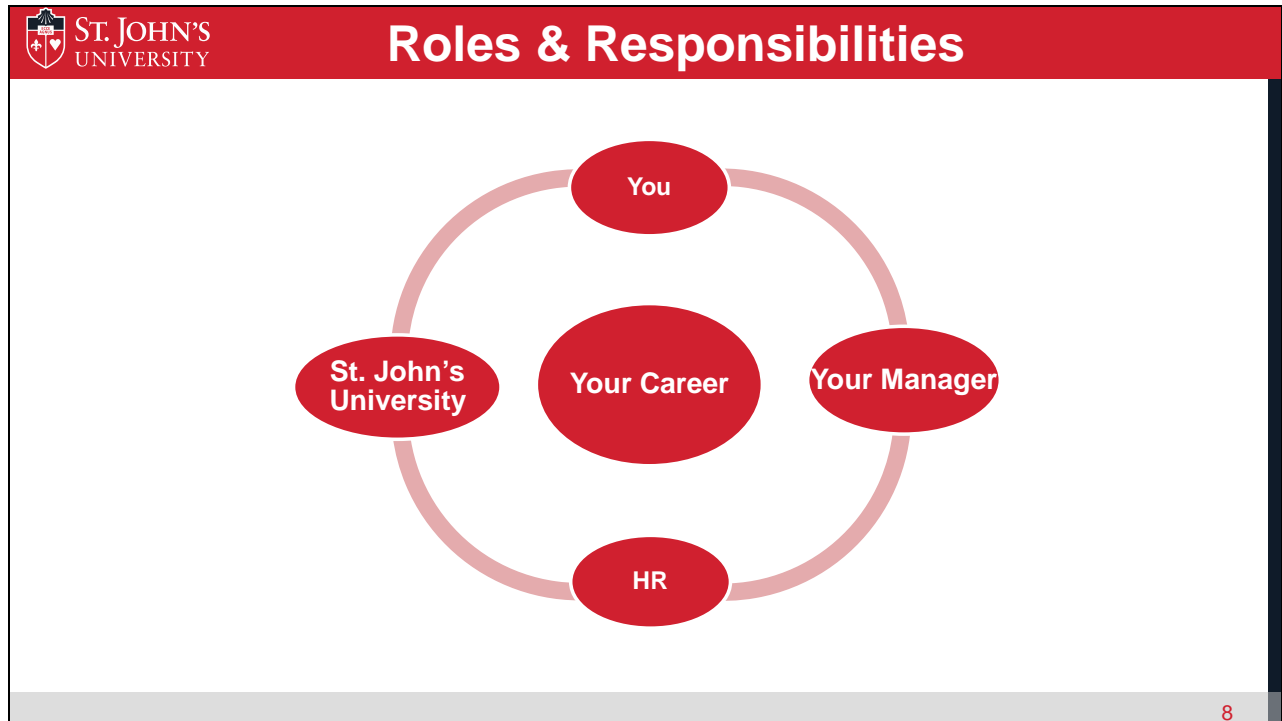 ST. JOHN'S
UNIVERSITY
Roles & Responsibilities
You
St. John’s
University
Your Career
Your Manager
HR
8